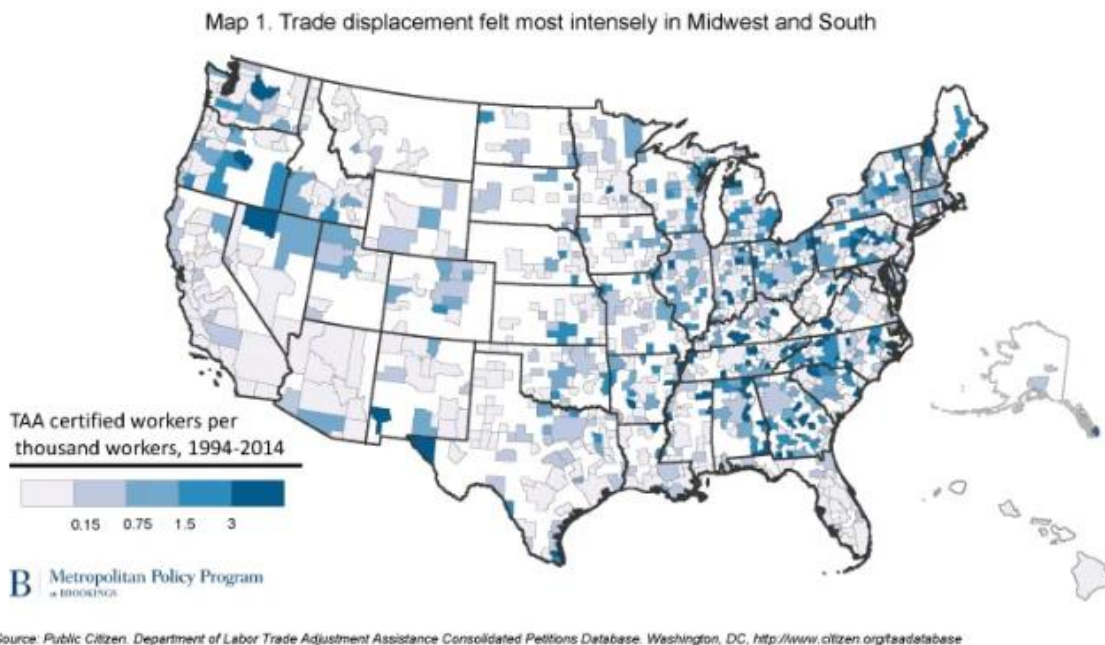 Map 1. Trade displacement felt most intensely in Midwest and South
TAA certified workers per
thousand workers, 1994-2014
0.15 0.75 1.5 3
B Metropolitan Policy Program
at BROOKINGS
Source: Public Citizen. Department of Labor Trade Adjustment Assistance Consolidated Petitions Database. Washington, DC, http://www.citizen.org/taadatabase